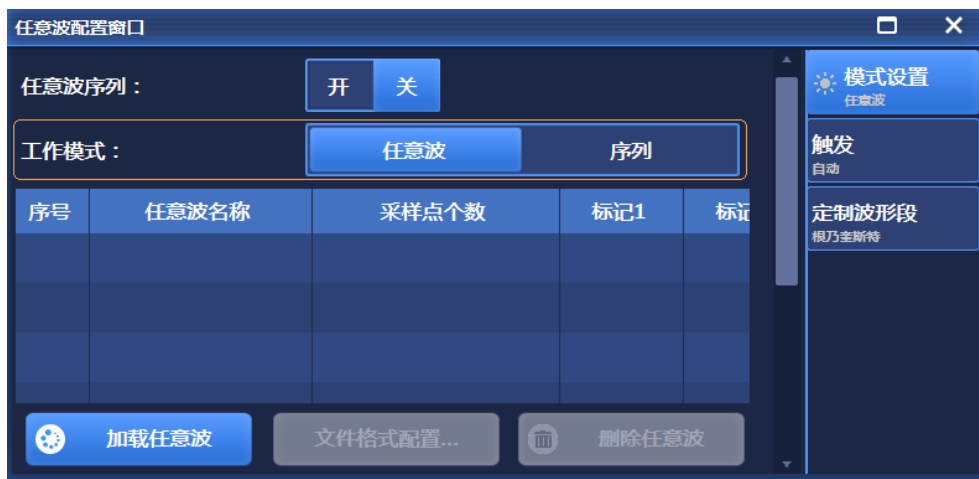 任意波配置窗口
任意波序列： 开 关
工作模式： 任意波 序列
序号 任意波名称 采样点个数 标记1 标记
加载任意波 文件格式配置... 删除任意波
模式设置
任意波
触发
自动
定制波形段
根乃奎斯特